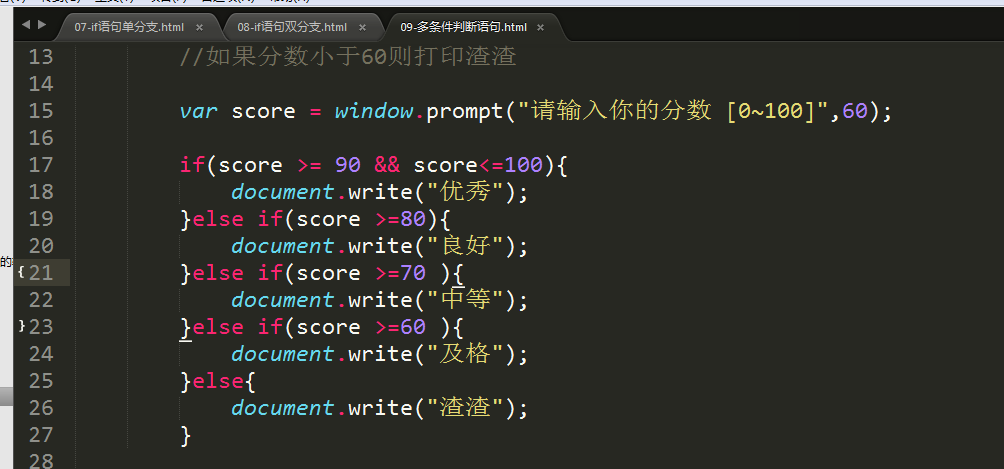 07-if语句单分支.html × 08-if语句双分支.html × 09-多条件判断语句.html ×
13 //如果分数小于60则打印渣渣
14
15 var score = window.prompt("请输入你的分数 [0~100]",60);
16
17 if(score >= 90 && score<=100){
18 document.write("优秀");
19 }else if(score >=80){
20 document.write("良好");
的
{ 21 }else if(score >=70 ){
22 document.write("中等");
} 23 }else if(score >=60 ){
24 document.write("及格");
25 }else{
26 document.write("渣渣");
27 }
28